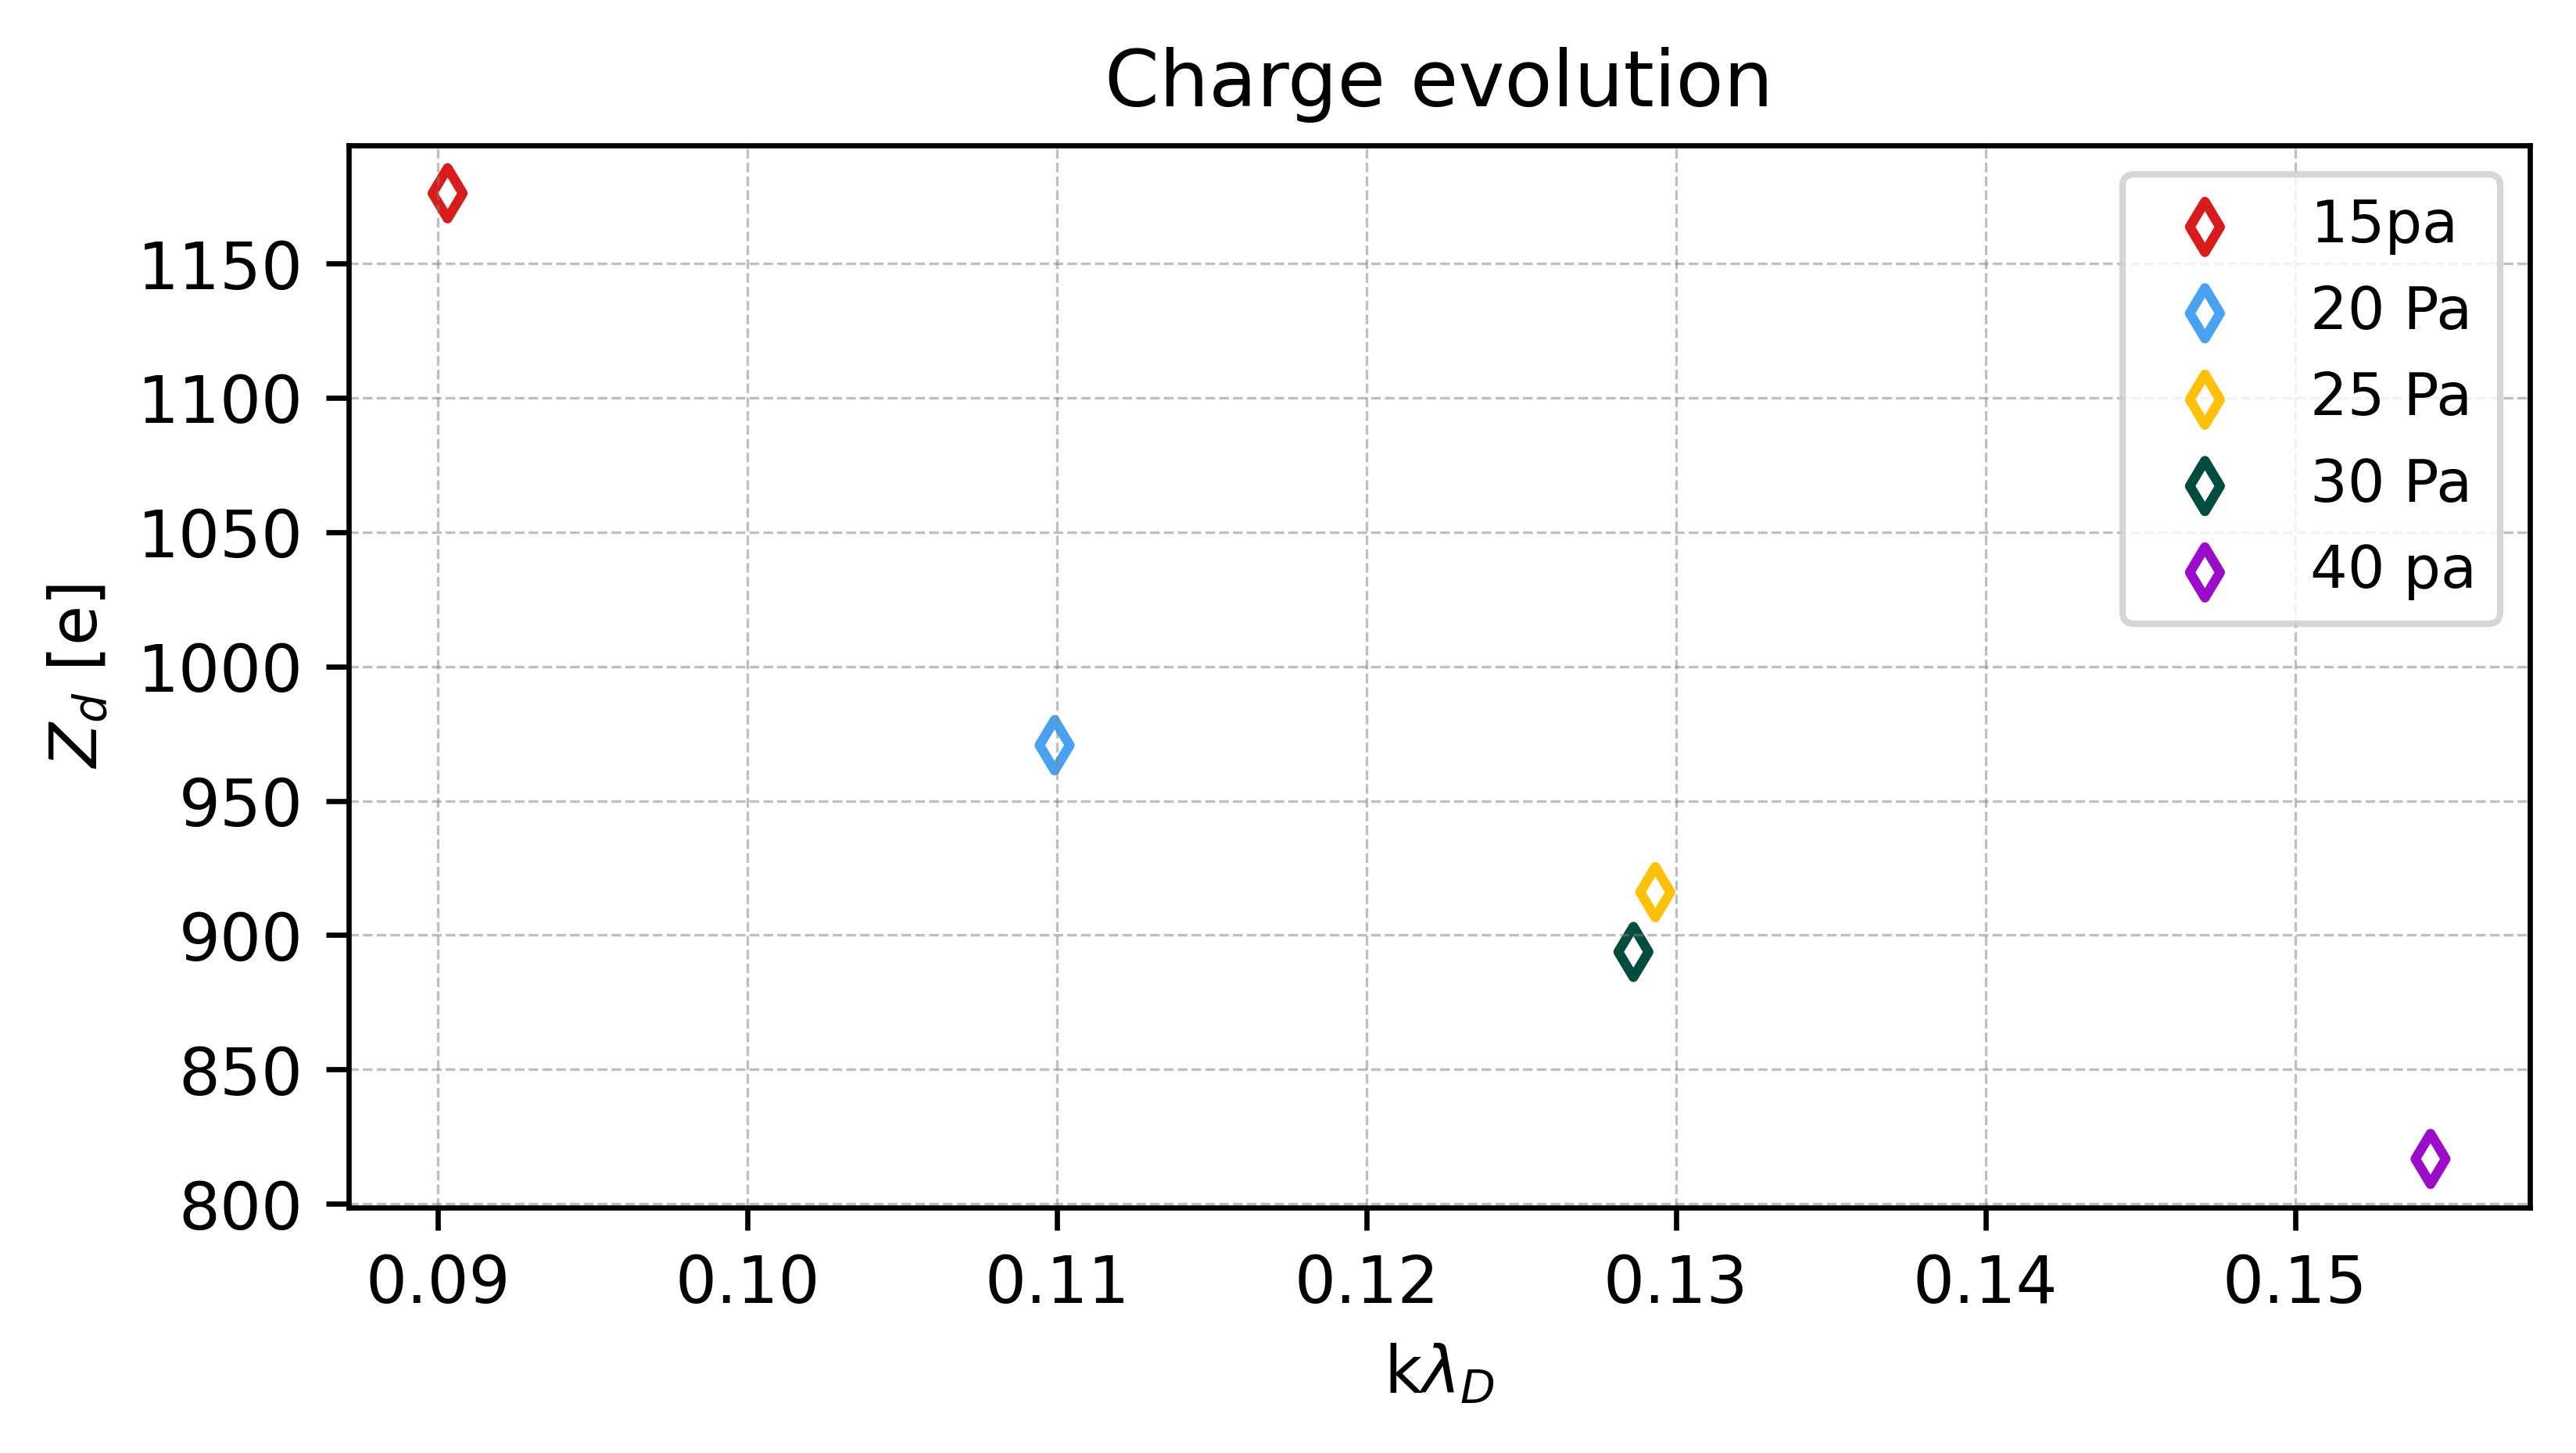 Charge evolution
15pa
20 Pa
25 Pa
30 Pa
40 pa
1150
1100
1050
1000
950
900
850
800
Z_d [e]
0.09 0.10 0.11 0.12 0.13 0.14 0.15
kλ_D